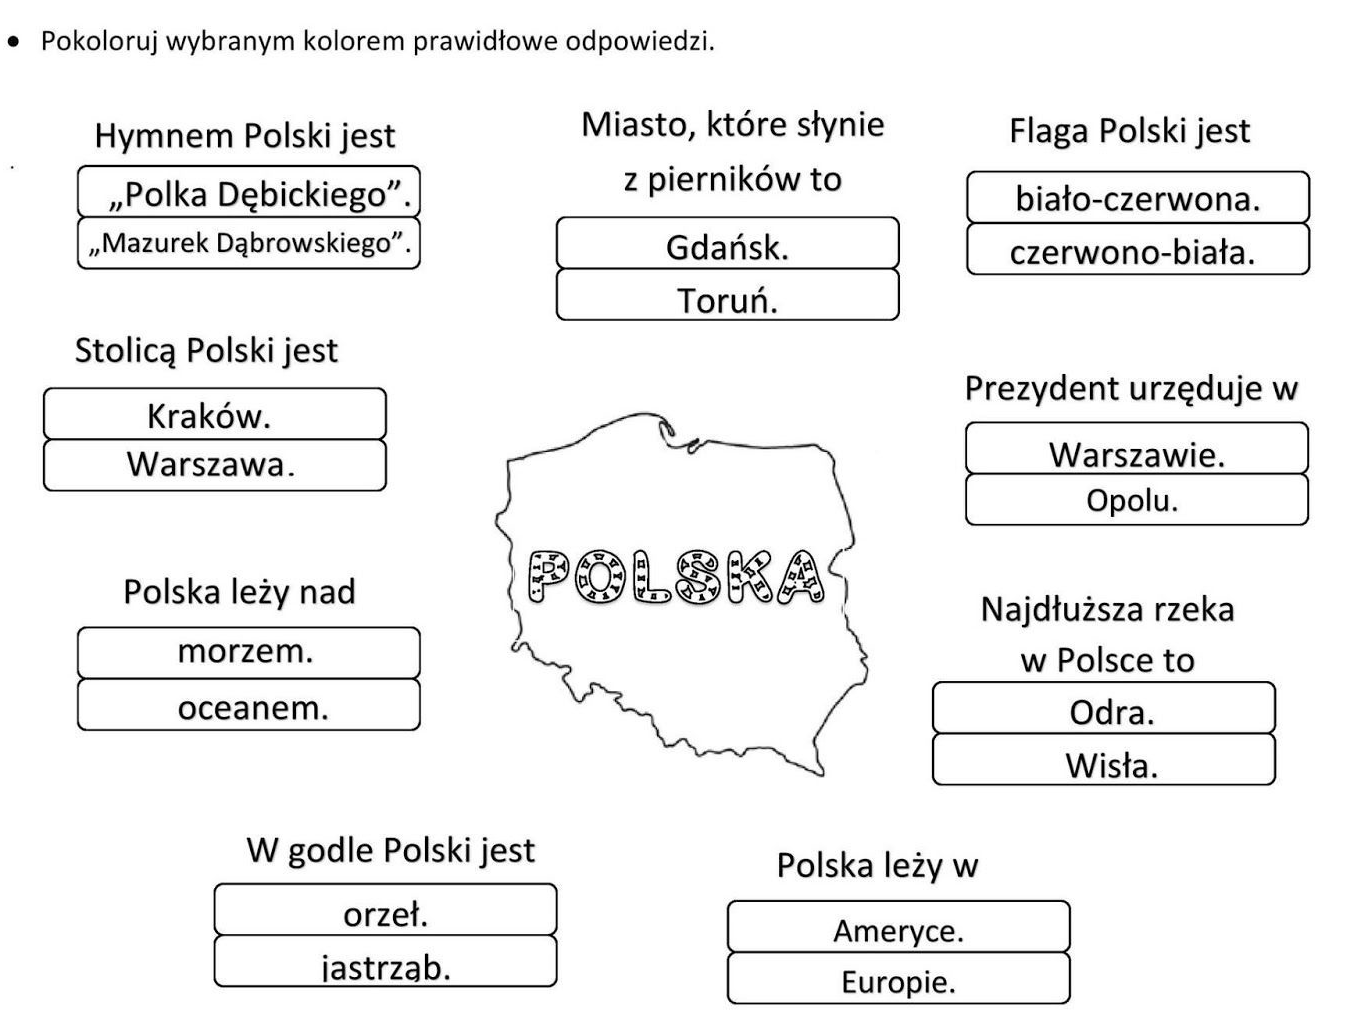 • Pokoloruj wybranym kolorem prawidłowe odpowiedzi.
Hymnem Polski jest
„Polka Dębickiego”.
„Mazurek Dąbrowskiego”.
Miasto, które słynie
z pierników to
Gdańsk.
Toruń.
Flaga Polski jest
biało-czerwona.
czerwono-biała.
Stolicą Polski jest
Kraków.
Warszawa.
Prezydent urzęduje w
Warszawie.
Opolu.
POLSKA
Polska leży nad
morzem.
oceanem.
Najdłuższa rzeka
w Polsce to
Odra.
Wisła.
W godle Polski jest
orzeł.
jastrząb.
Polska leży w
Ameryce.
Europie.